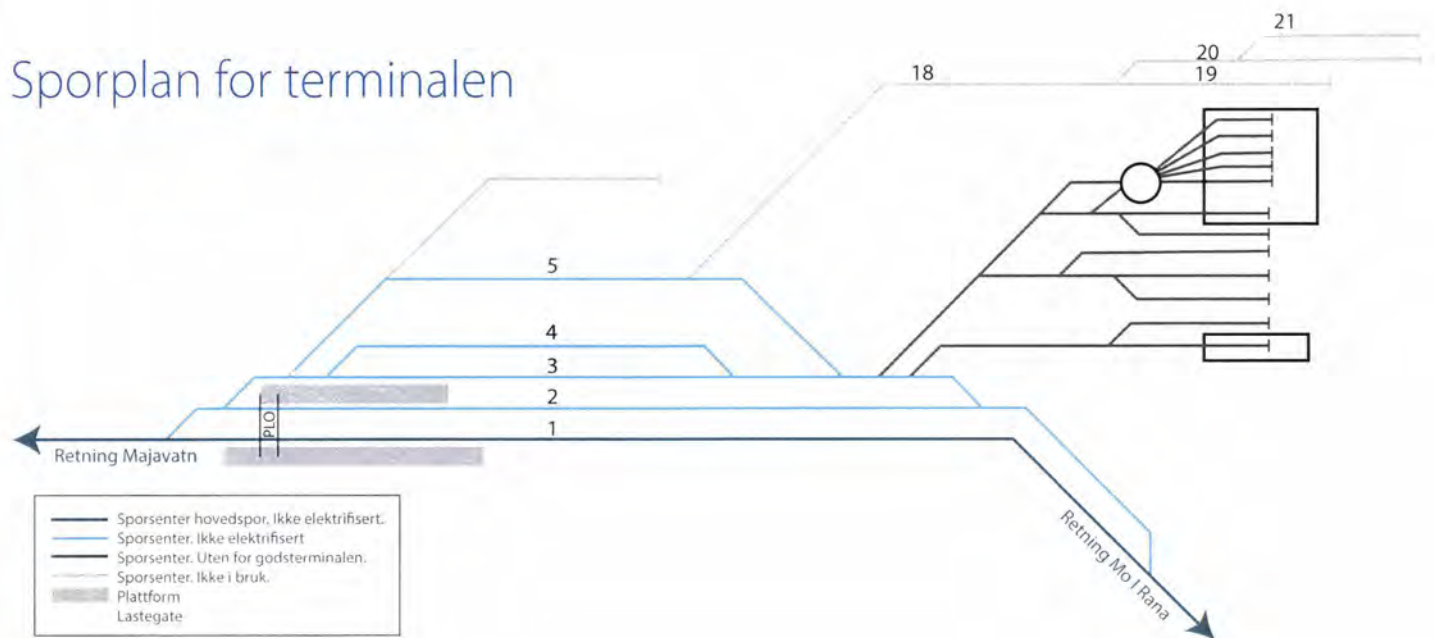 Sporplan for terminalen
21
20
18
19
5
4
3
2
PLO
1
Retning Majavatn
Retning Mo I Rana
Sporsenter hovedspor. Ikke elektrifisert.
Sporsenter. Ikke elektrifisert
Sporsenter. Uten for godsterminalen.
Sporsenter. Ikke i bruk.
Plattform
Lastegate